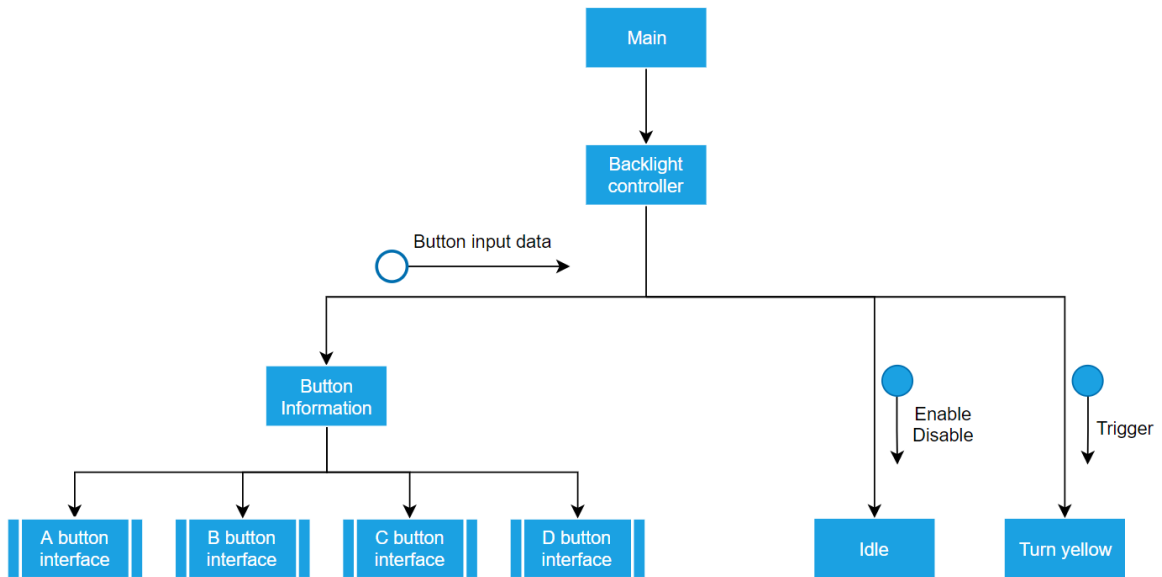 Main
Backlight
controller
Button input data
Button
Information
Enable
Disable
Trigger
A button
interface
B button
interface
C button
interface
D button
interface
Idle
Turn yellow